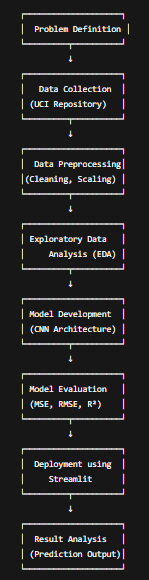 Problem Definition
Data Collection
(UCI Repository)
Data Preprocessing
(Cleaning, Scaling)
Exploratory Data
Analysis (EDA)
Model Development
(CNN Architecture)
Model Evaluation
(MSE, RMSE, R²)
Deployment using
Streamlit
Result Analysis
(Prediction Output)